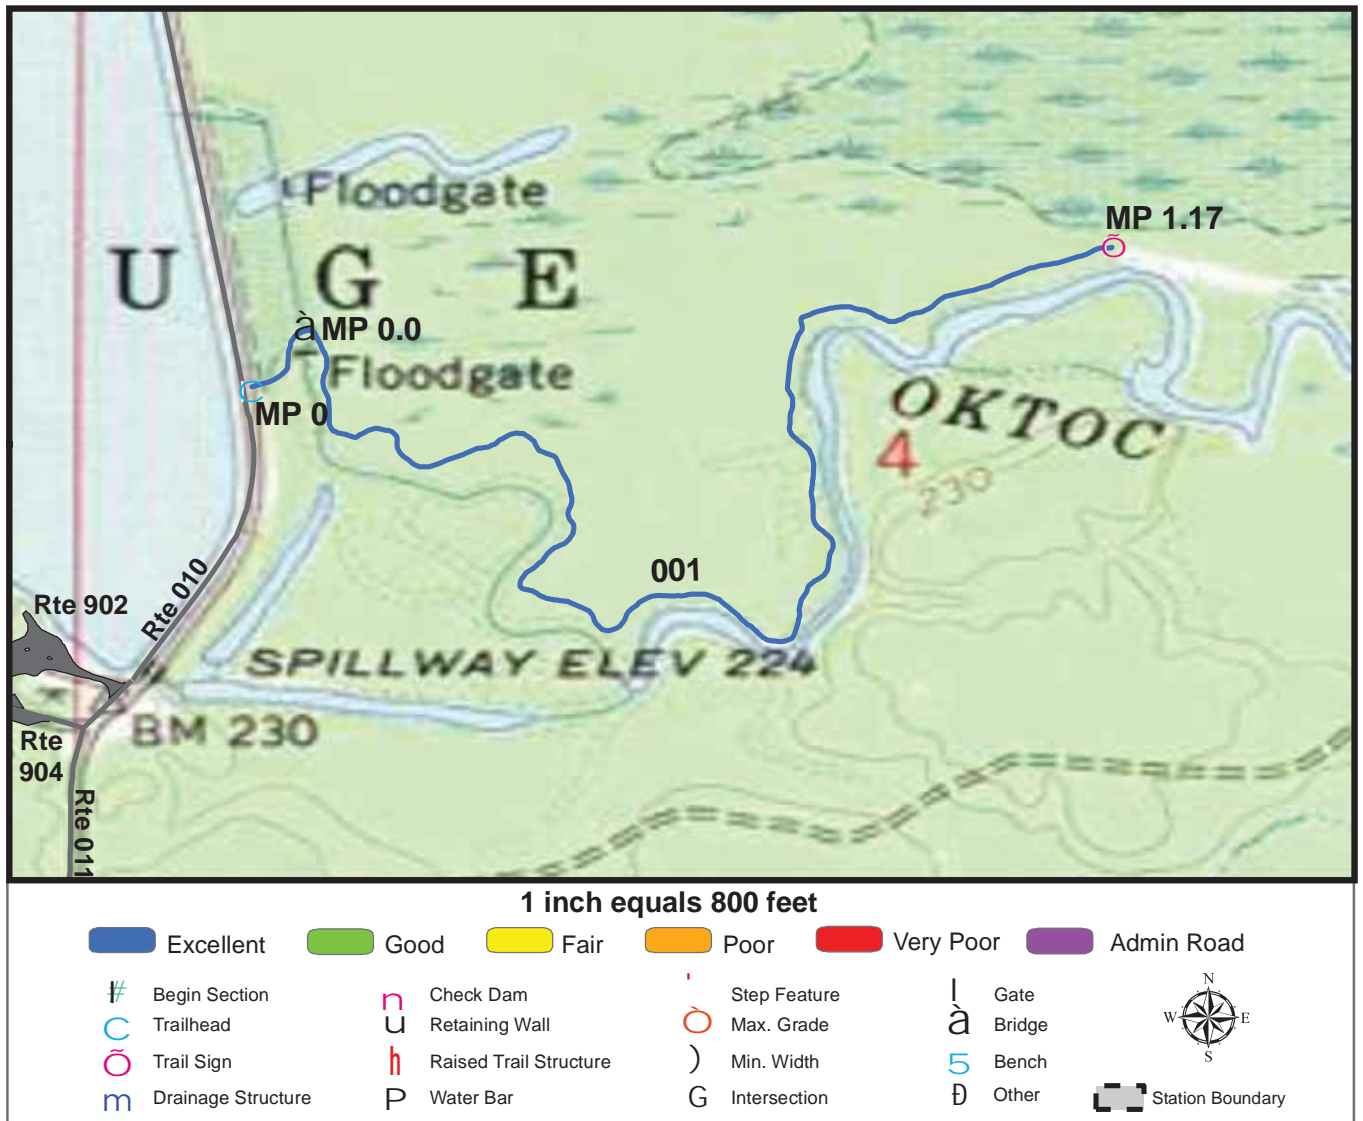 MP 1.17
Floodgate
U G E
à MP 0.0
Floodgate
C
MP 0
OKTOC
4
230
001
Rte 010
Rte 902
SPILLWAY ELEV 224
BM 230
Rte
904
Rte 011
1 inch equals 800 feet
Excellent Good Fair Poor Very Poor Admin Road
Begin Section n Check Dam ' Step Feature l Gate
C Trailhead u Retaining Wall Ò Max. Grade à Bridge
Õ Trail Sign h Raised Trail Structure ) Min. Width 5 Bench
m Drainage Structure P Water Bar G Intersection Ð Other Station Boundary
N
W E
S